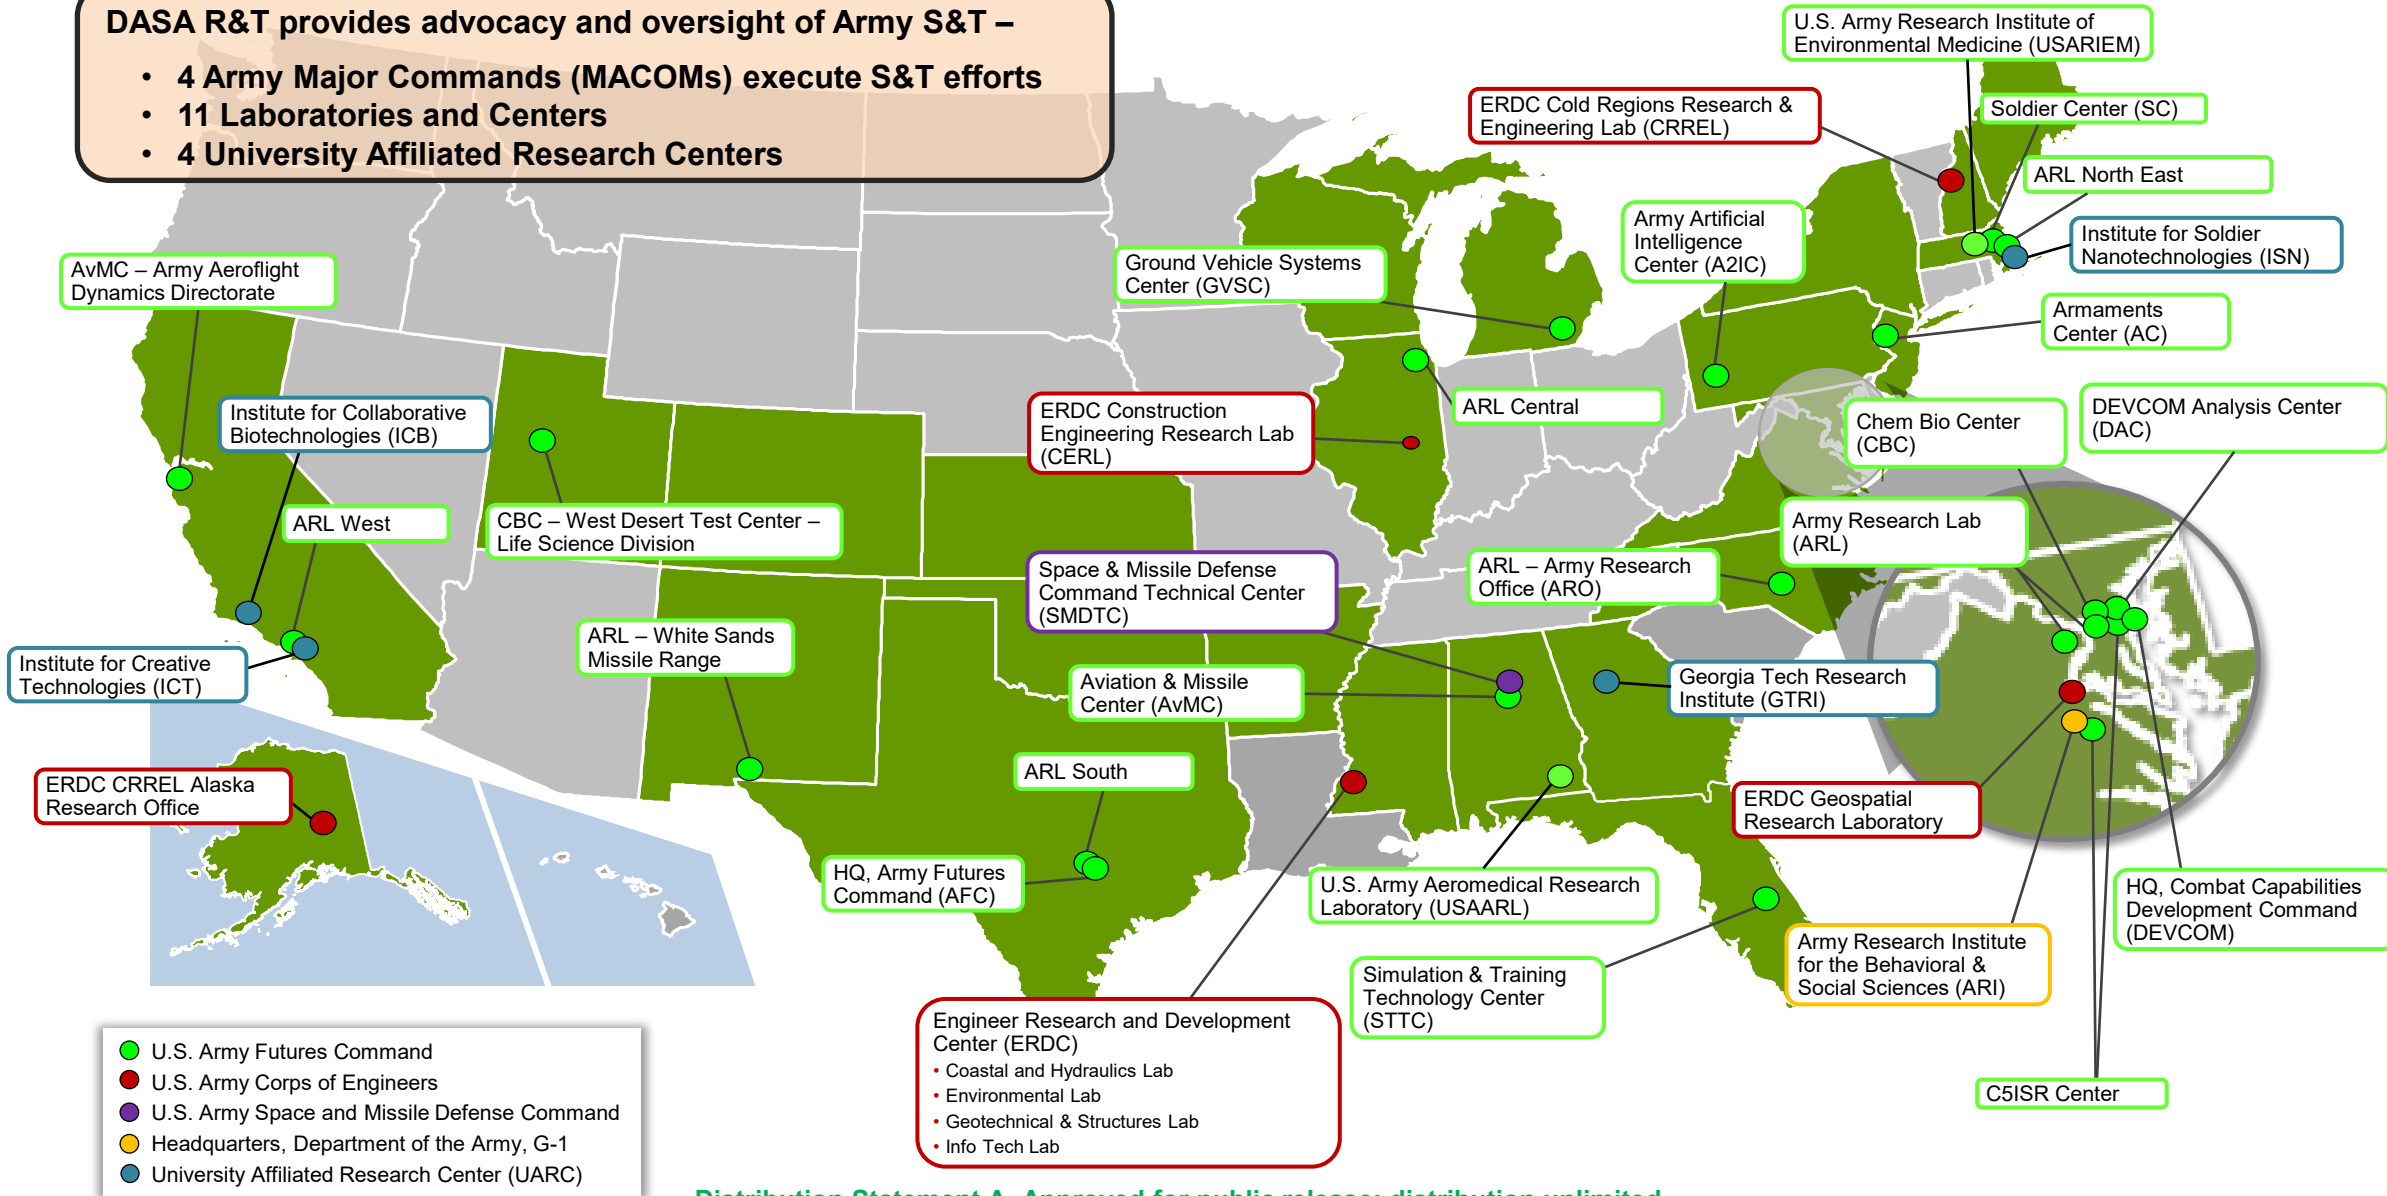 DASA R&T provides advocacy and oversight of Army S&T –
• 4 Army Major Commands (MACOMs) execute S&T efforts
• 11 Laboratories and Centers
• 4 University Affiliated Research Centers
U.S. Army Research Institute of
Environmental Medicine (USARIEM)
ERDC Cold Regions Research &
Engineering Lab (CRREL)
Soldier Center (SC)
ARL North East
Army Artificial
Intelligence
Center (A2IC)
Institute for Soldier
Nanotechnologies (ISN)
AvMC – Army Aeroflight
Dynamics Directorate
Ground Vehicle Systems
Center (GVSC)
Armaments
Center (AC)
Institute for Collaborative
Biotechnologies (ICB)
ERDC Construction
Engineering Research Lab
(CERL)
ARL Central
Chem Bio Center
(CBC)
DEVCOM Analysis Center
(DAC)
ARL West
CBC – West Desert Test Center –
Life Science Division
Army Research Lab
(ARL)
Space & Missile Defense
Command Technical Center
(SMDTC)
ARL – Army Research
Office (ARO)
ARL – White Sands
Missile Range
Institute for Creative
Technologies (ICT)
Aviation & Missile
Center (AvMC)
Georgia Tech Research
Institute (GTRI)
ERDC CRREL Alaska
Research Office
ARL South
ERDC Geospatial
Research Laboratory
HQ, Army Futures
Command (AFC)
U.S. Army Aeromedical Research
Laboratory (USAARL)
HQ, Combat Capabilities
Development Command
(DEVCOM)
Army Research Institute
for the Behavioral &
Social Sciences (ARI)
Simulation & Training
Technology Center
(STTC)
Engineer Research and Development
Center (ERDC)
• Coastal and Hydraulics Lab
• Environmental Lab
• Geotechnical & Structures Lab
• Info Tech Lab
C5ISR Center
U.S. Army Futures Command
U.S. Army Corps of Engineers
U.S. Army Space and Missile Defense Command
Headquarters, Department of the Army, G-1
University Affiliated Research Center (UARC)
Distribution Statement A. Approved for public release: distribution unlimited